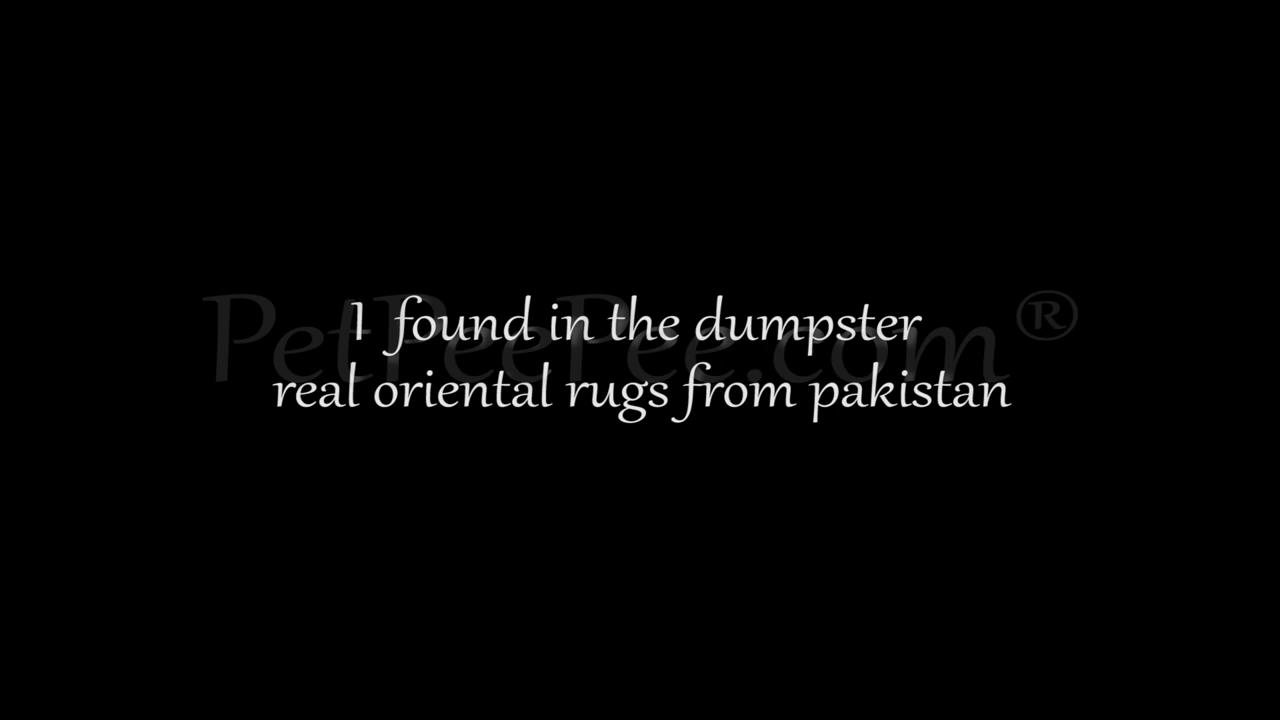 PetPeePee.com®
I found in the dumpster
real oriental rugs from pakistan